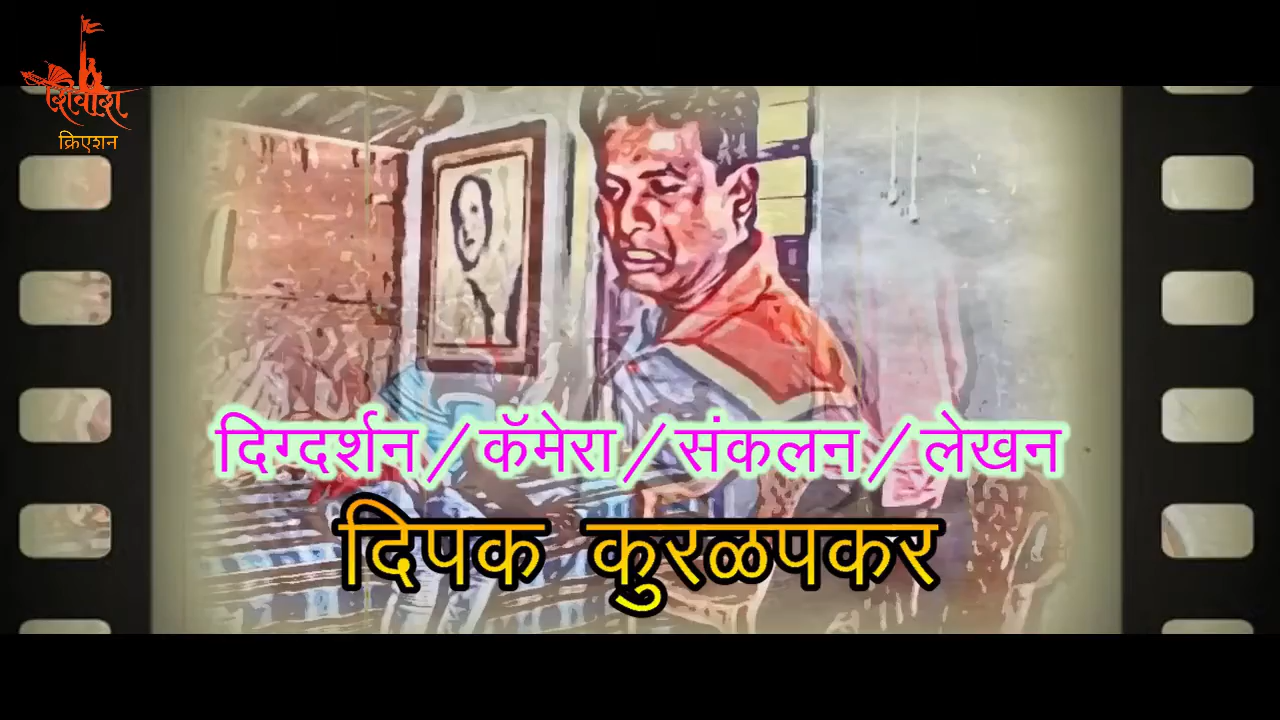 शिवांश
क्रिएशन
दिग्दर्शन/कॅमेरा/संकलन/लेखन
दिपक कुरळपकर